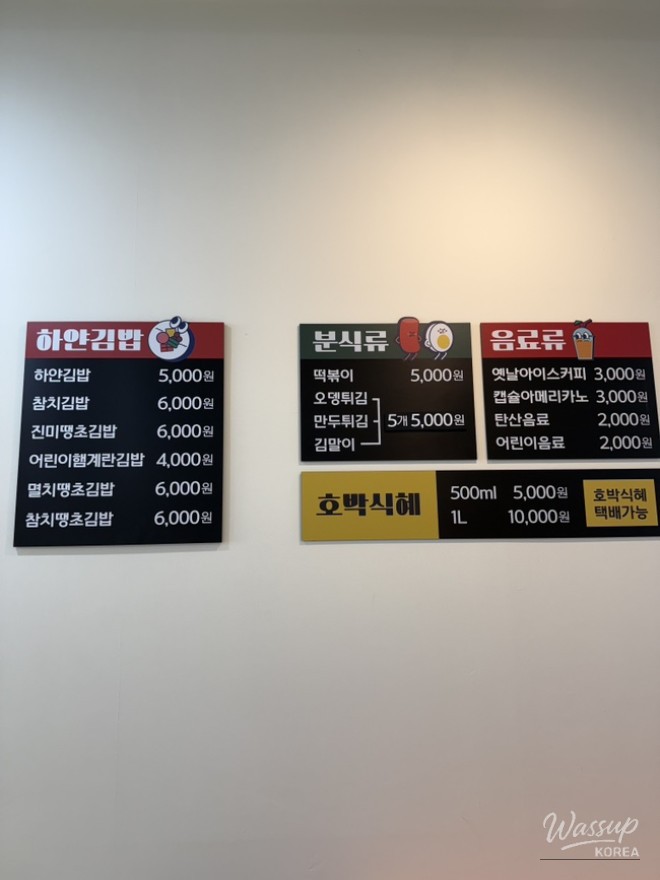 하얀김밥
하얀김밥 5,000원
참치김밥 6,000원
진미땡초김밥 6,000원
어린이햄계란김밥 4,000원
멸치땡초김밥 6,000원
참치땡초김밥 6,000원
분식류
떡볶이 5,000원
오뎅튀김
만두튀김 5개 5,000원
김말이
음료류
옛날아이스커피 3,000원
캡슐아메리카노 3,000원
탄산음료 2,000원
어린이음료 2,000원
호박식혜
500ml 5,000원
1L 10,000원
호박식혜
택배가능
Wassup
KOREA